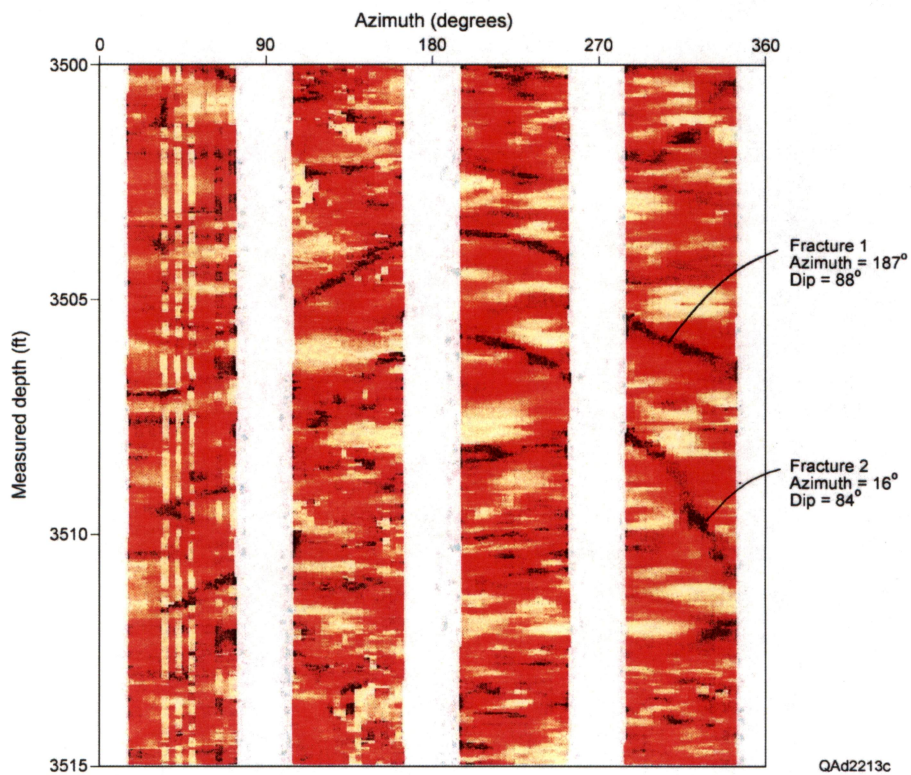 Azimuth (degrees)
0 90 180 270 360
3500
3505
3510
3515
Measured depth (ft)
Fracture 1
Azimuth = 187°
Dip = 88°
Fracture 2
Azimuth = 16°
Dip = 84°
QAd2213c